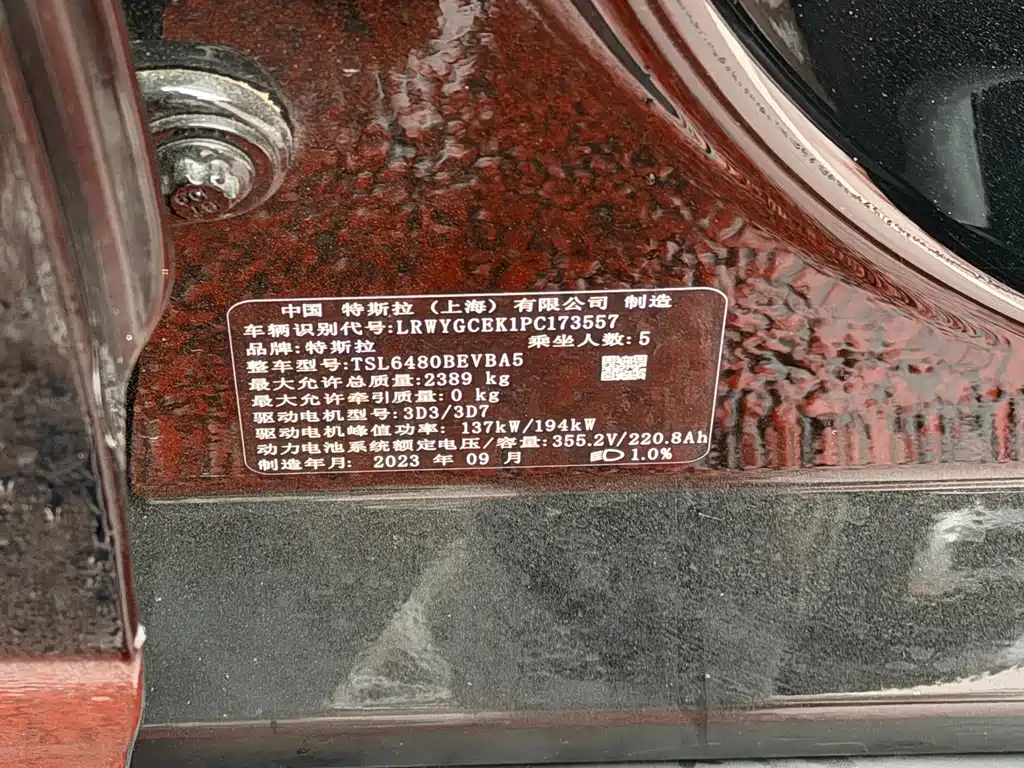 中国 特斯拉 (上海) 有限公司 制造
车辆识别代号:LRWYGCEK1PC173557
品牌:特斯拉 乘坐人数:5
整车型号:TSL6480BEVBA5
最大允许总质量:2389 kg
最大允许牵引质量:0 kg
驱动电机型号:3D3/3D7
驱动电机峰值功率: 137kW/194kW
动力电池系统额定电压/容量:355.2V/220.8Ah
制造年月: 2023 年 09 月 1.0%